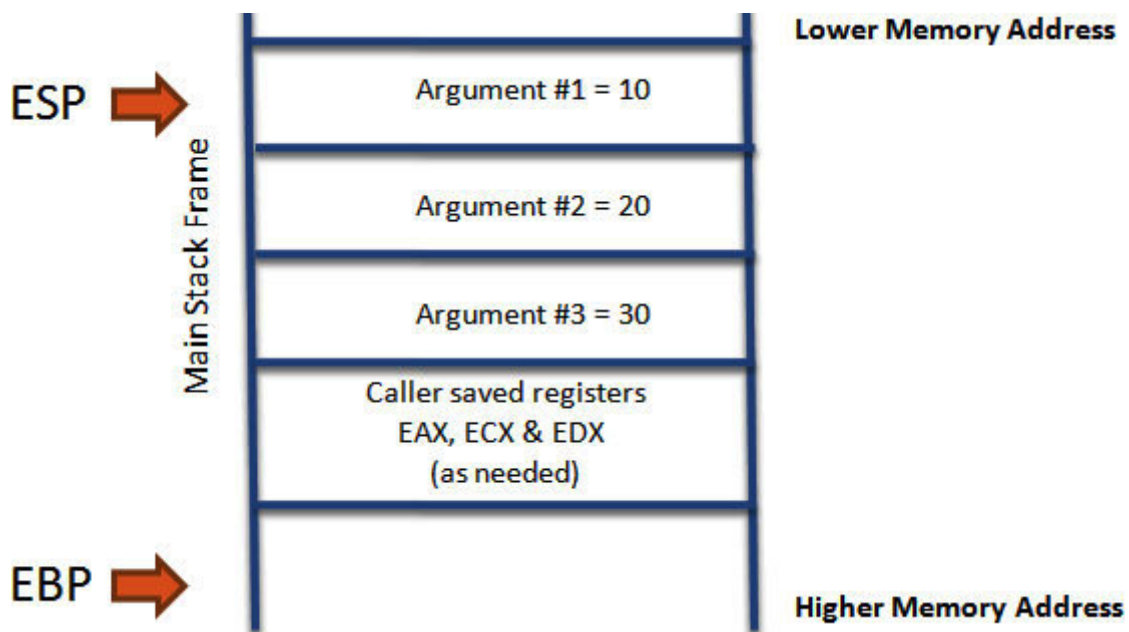 Lower Memory Address
ESP
Argument #1 = 10
Main Stack Frame
Argument #2 = 20
Argument #3 = 30
Caller saved registers
EAX, ECX & EDX
(as needed)
EBP
Higher Memory Address